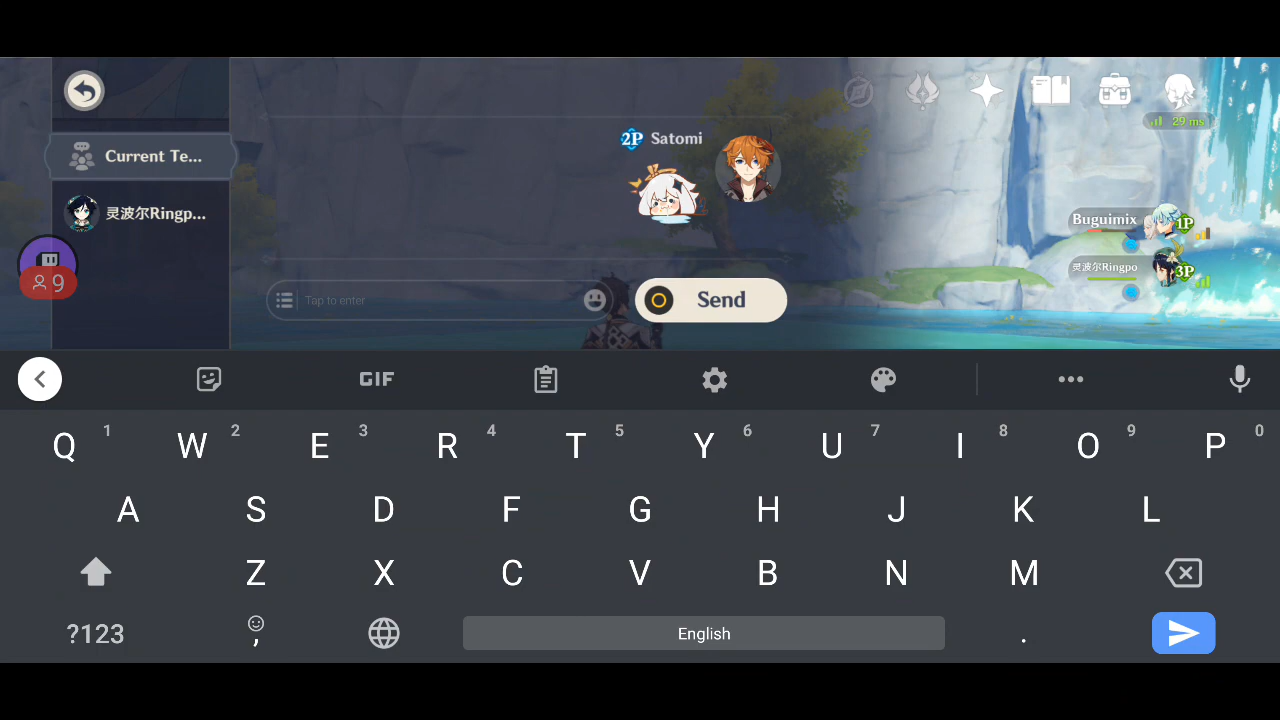 2P Satomi
29 ms
Current Te...
灵波尔Ringp...
Buguimix 1P
灵波尔Ringpo 3P
9
Tap to enter
Send
GIF
Q 1 W 2 E 3 R 4 T 5 Y 6 U 7 I 8 O 9 P 0
A S D F G H J K L
Z X C V B N M
?123 , English .